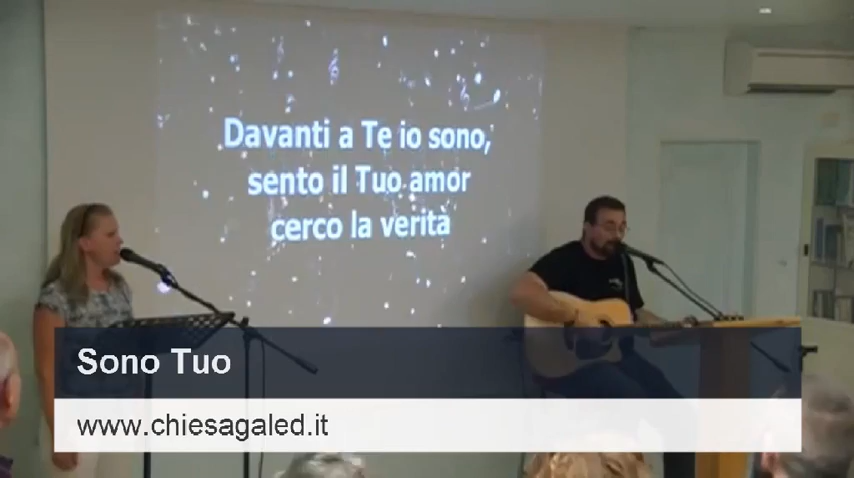 Davanti a Te io sono,
sento il Tuo amor
cerco la verità
Sono Tuo
www.chiesagaled.it